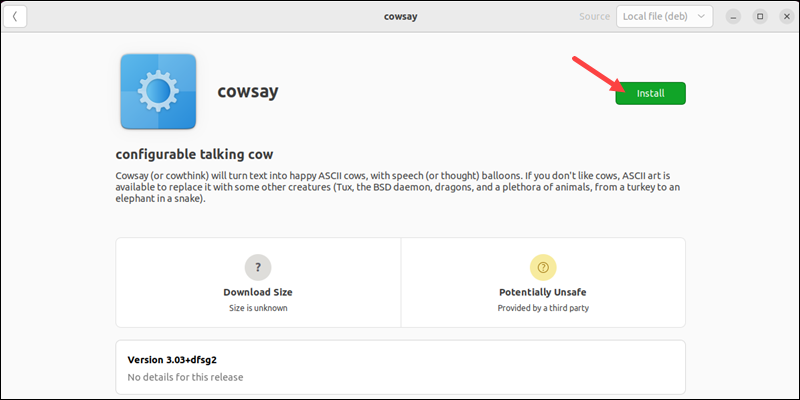 cowsay
Source
Local file (deb)
cowsay
Install
configurable talking cow
Cowsay (or cowthink) will turn text into happy ASCII cows, with speech (or thought) balloons. If you don't like cows, ASCII art is
available to replace it with some other creatures (Tux, the BSD daemon, dragons, and a plethora of animals, from a turkey to an
elephant in a snake).
?
Download Size
Size is unknown
?
Potentially Unsafe
Provided by a third party
Version 3.03+dfsg2
No details for this release